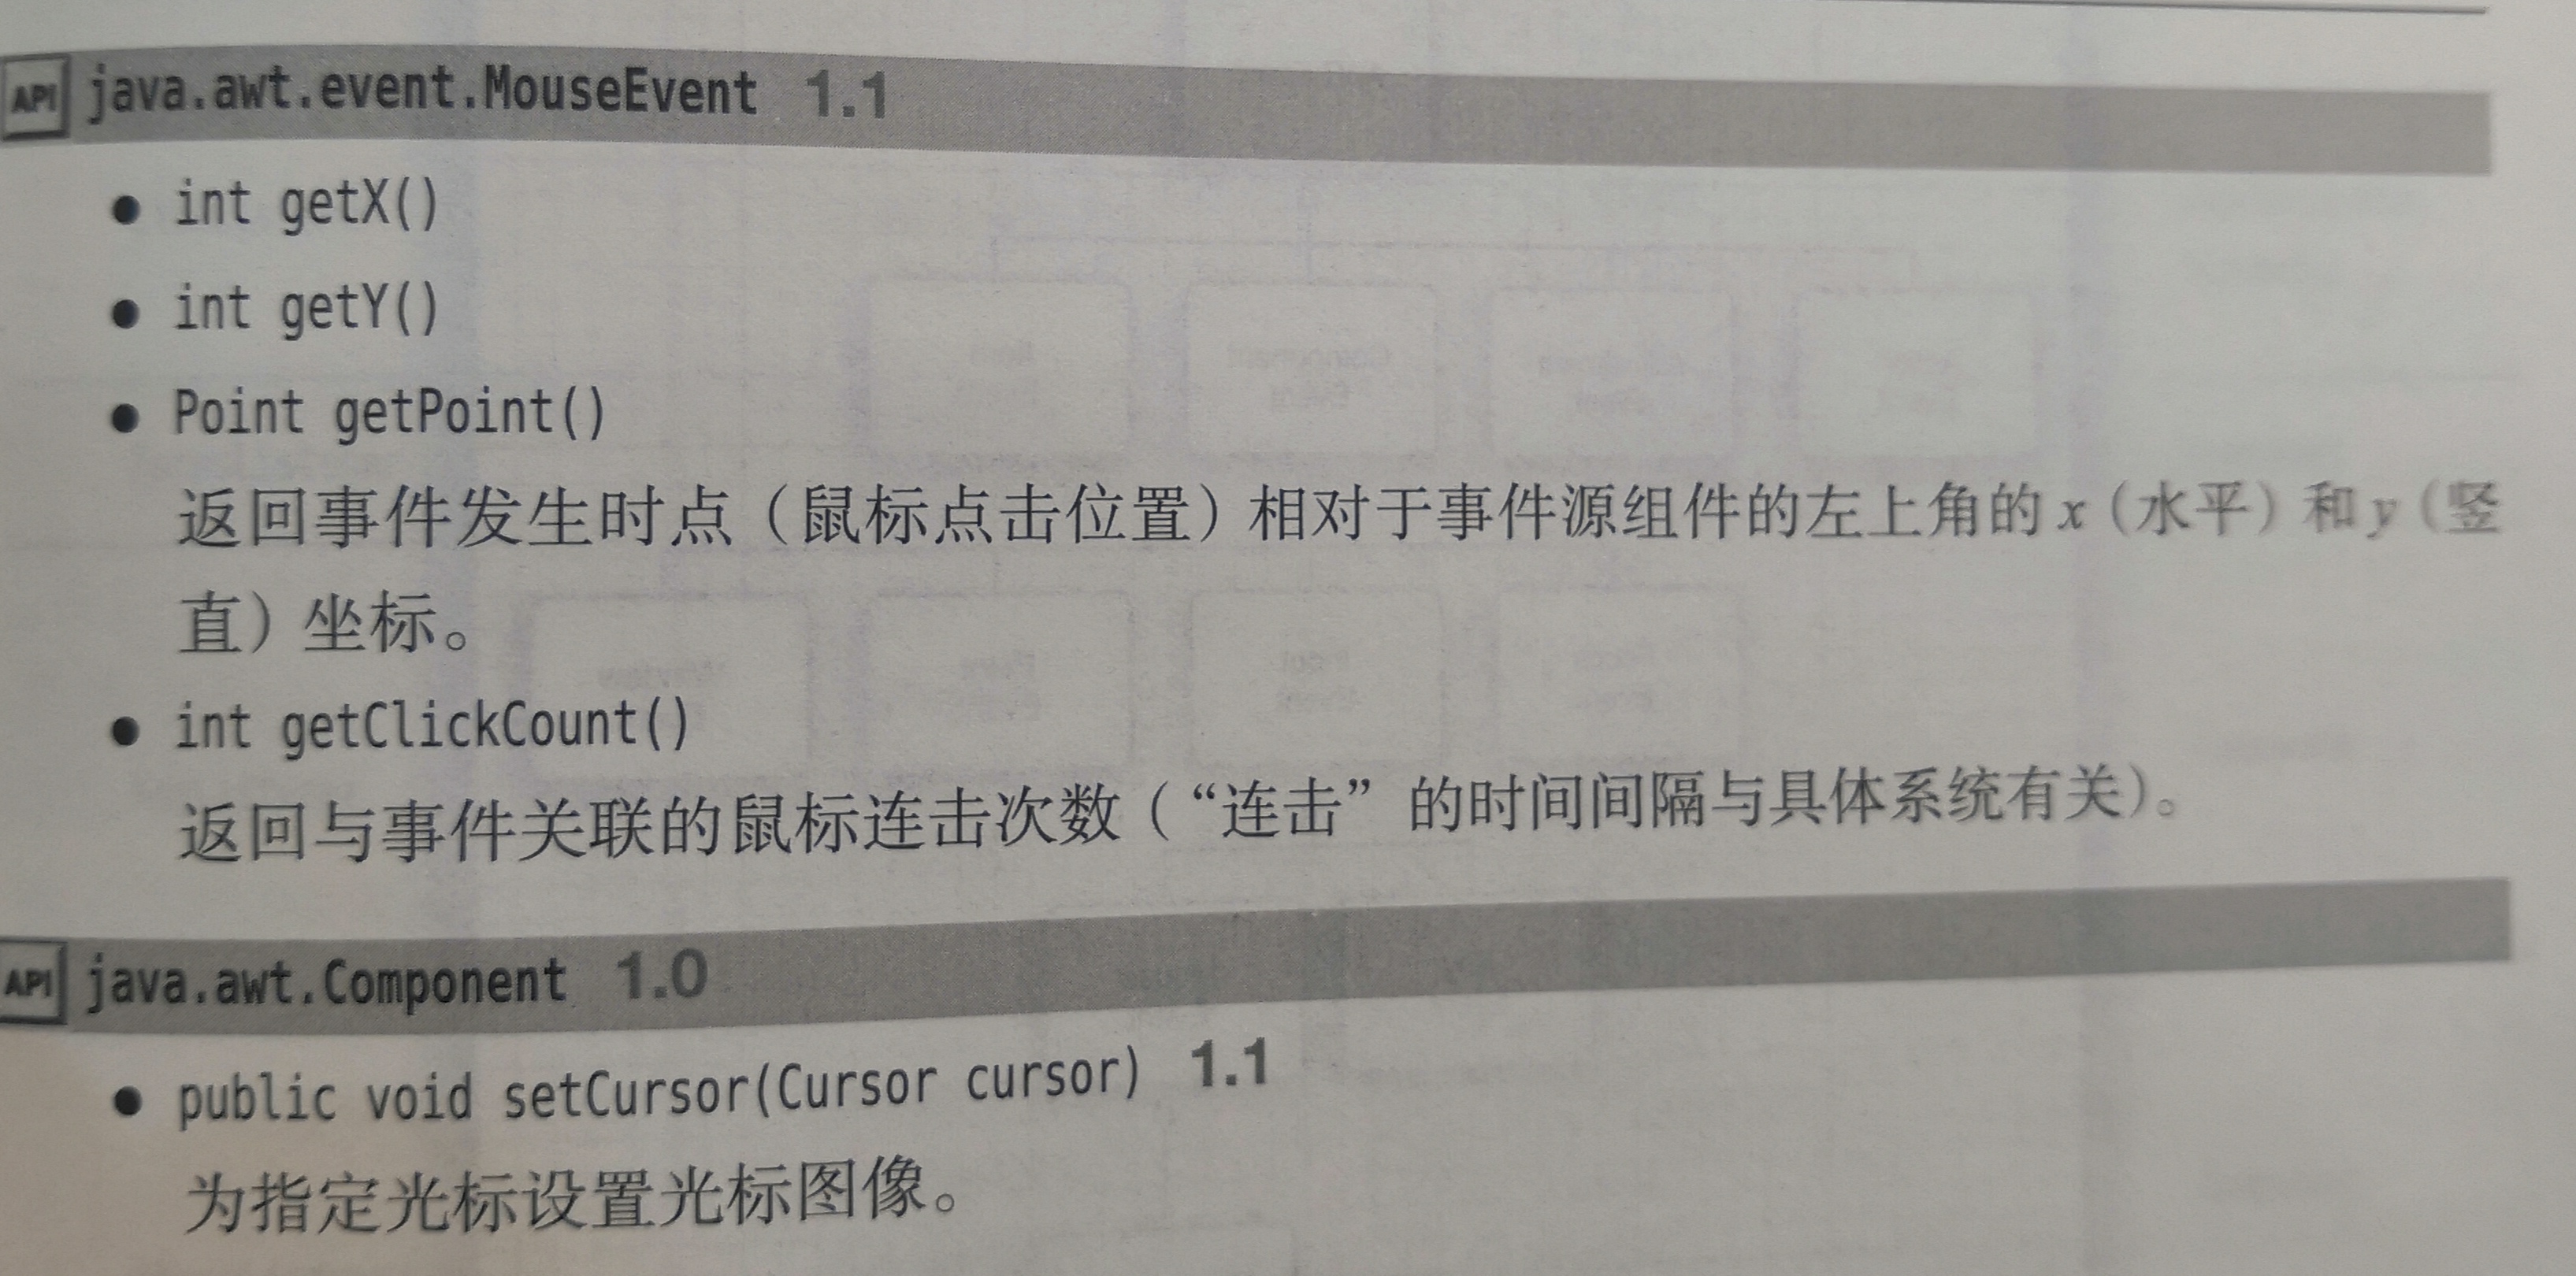 API java.awt.event.MouseEvent 1.1
● int getX()
● int getY()
● Point getPoint()
返回事件发生时点（鼠标点击位置）相对于事件源组件的左上角的 x（水平）和 y（竖
直）坐标。
● int getClickCount()
返回与事件关联的鼠标连击次数（“连击”的时间间隔与具体系统有关）。
API java.awt.Component 1.0
● public void setCursor(Cursor cursor) 1.1
为指定光标设置光标图像。